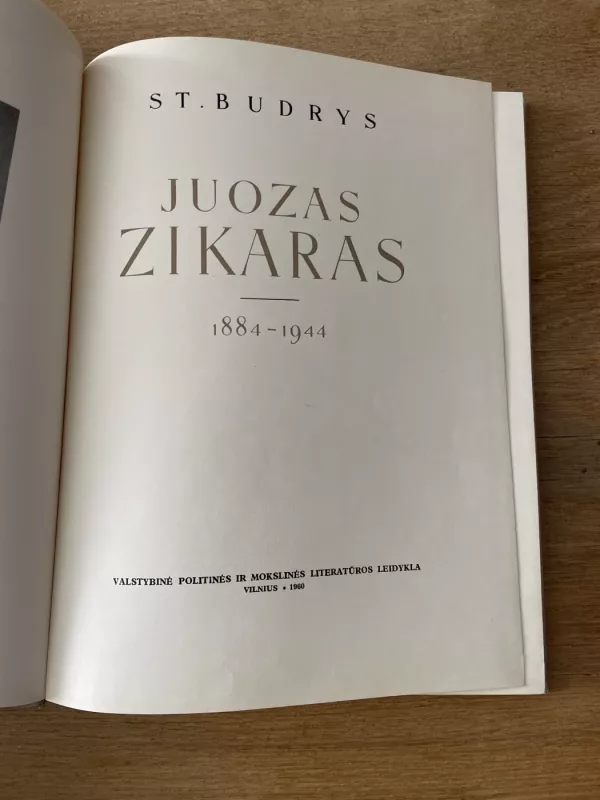 ST. BUDRYS
JUOZAS
ZIKARAS
1884-1944
VALSTYBINĖ POLITINĖS IR MOKSLINĖS LITERATŪROS LEIDYKLA
VILNIUS • 1960